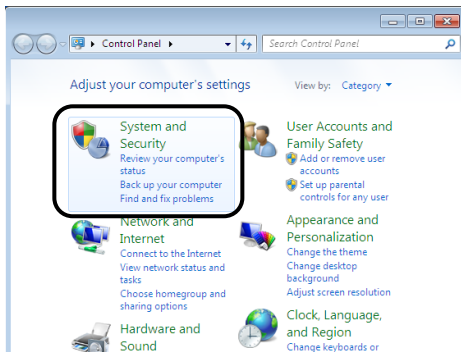 Control Panel
Search Control Panel
Adjust your computer's settings
View by: Category
System and
Security
Review your computer's
status
Back up your computer
Find and fix problems
User Accounts and
Family Safety
Add or remove user
accounts
Set up parental
controls for any user
Network and
Internet
Connect to the Internet
View network status and
tasks
Choose homegroup and
sharing options
Appearance and
Personalization
Change the theme
Change desktop
background
Adjust screen resolution
Hardware and
Sound
Clock, Language,
and Region
Change keyboards or